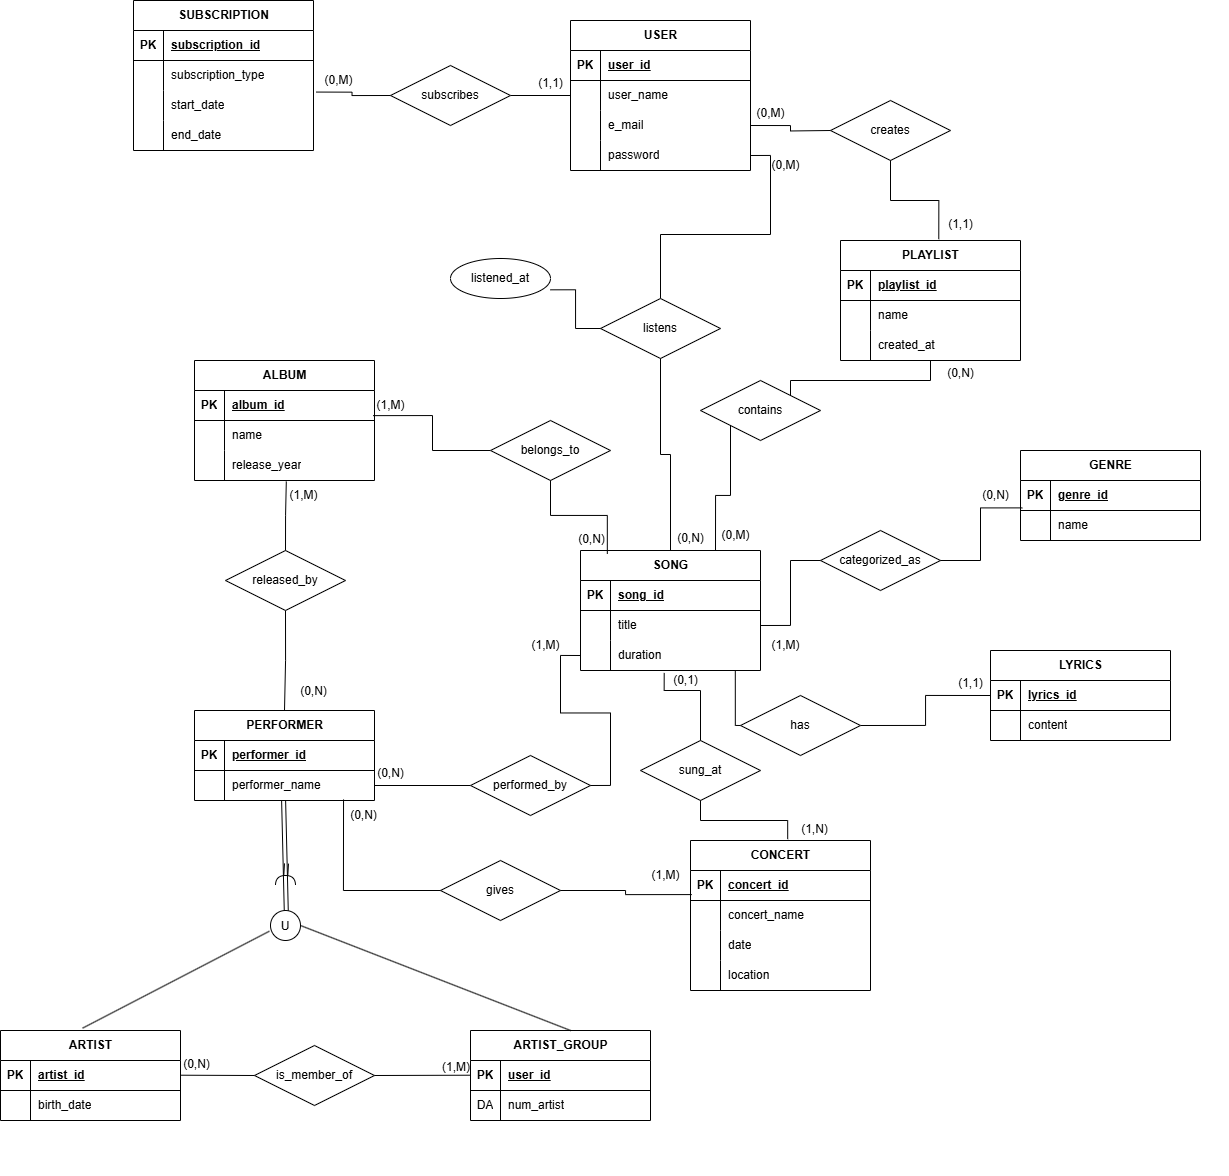 SUBSCRIPTION
PK subscription_id
subscription_type
start_date
end_date
(0,M)
subscribes
(1,1)
USER
PK user_id
user_name
e_mail
password
(0,M)
creates
(0,M)
(1,1)
PLAYLIST
PK playlist_id
name
created_at
(0,N)
listened_at
listens
contains
ALBUM
PK album_id
name
release_year
(1,M)
belongs_to
(1,M)
(0,N)
(0,N)
(0,M)
GENRE
PK genre_id
name
(0,N)
categorized_as
released_by
SONG
PK song_id
title
duration
(1,M)
(1,M)
(0,1)
LYRICS
PK lyrics_id
content
(1,1)
has
(0,N)
PERFORMER
PK performer_id
performer_name
(0,N)
performed_by
sung_at
(0,N)
(1,N)
CONCERT
PK concert_id
concert_name
date
location
(1,M)
gives
U
ARTIST
PK artist_id
birth_date
(0,N)
is_member_of
(1,M)
ARTIST_GROUP
PK user_id
DA num_artist